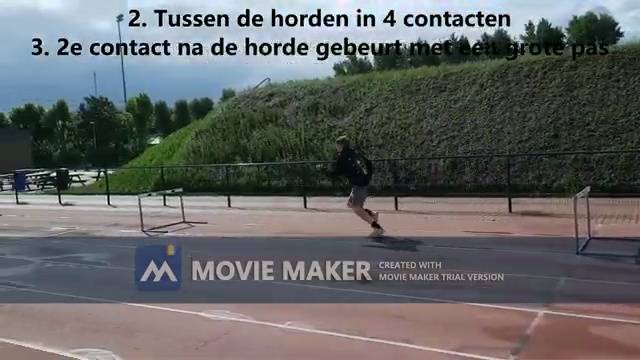 2. Tussen de horden in 4 contacten
3. 2e contact na de horde gebeurt met een grote pas
MOVIE MAKER
CREATED WITH
MOVIE MAKER TRIAL VERSION